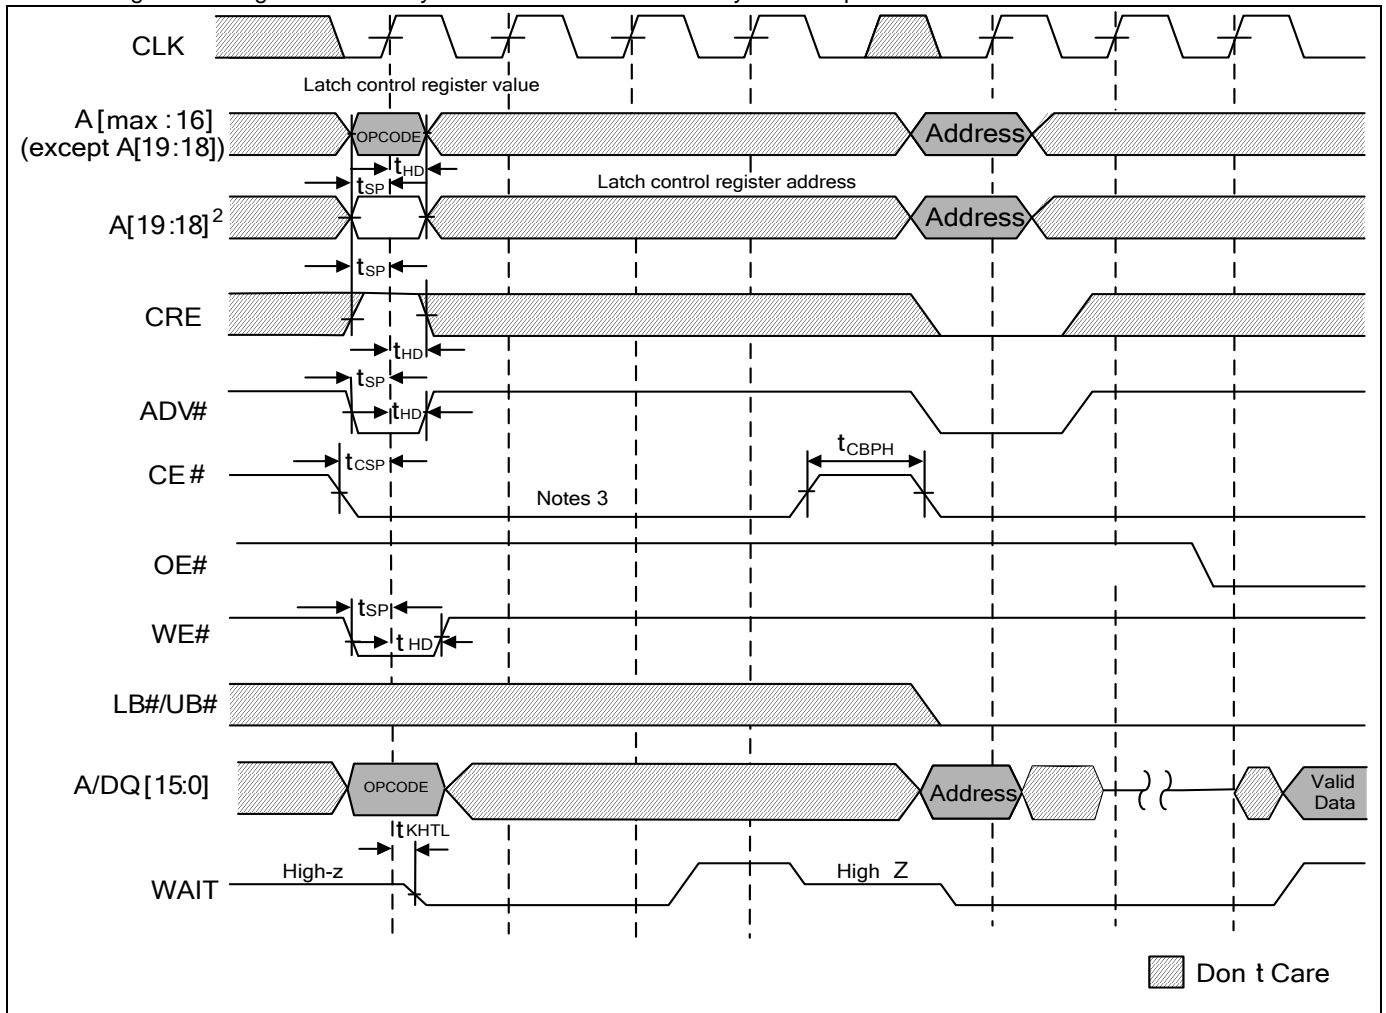 CLK
Latch control register value
A[max:16]
(except A[19:18])
OPCODE
Address
tHD
tSP
Latch control register address
A[19:18]2
Address
tSP
CRE
tHD
tSP
ADV#
tHD
tCBPH
tCSP
CE#
Notes 3
OE#
tSP
WE#
tHD
LB#/UB#
A/DQ[15:0]
OPCODE
Address
Valid
Data
tKHTL
High-z
High Z
WAIT
Don t Care